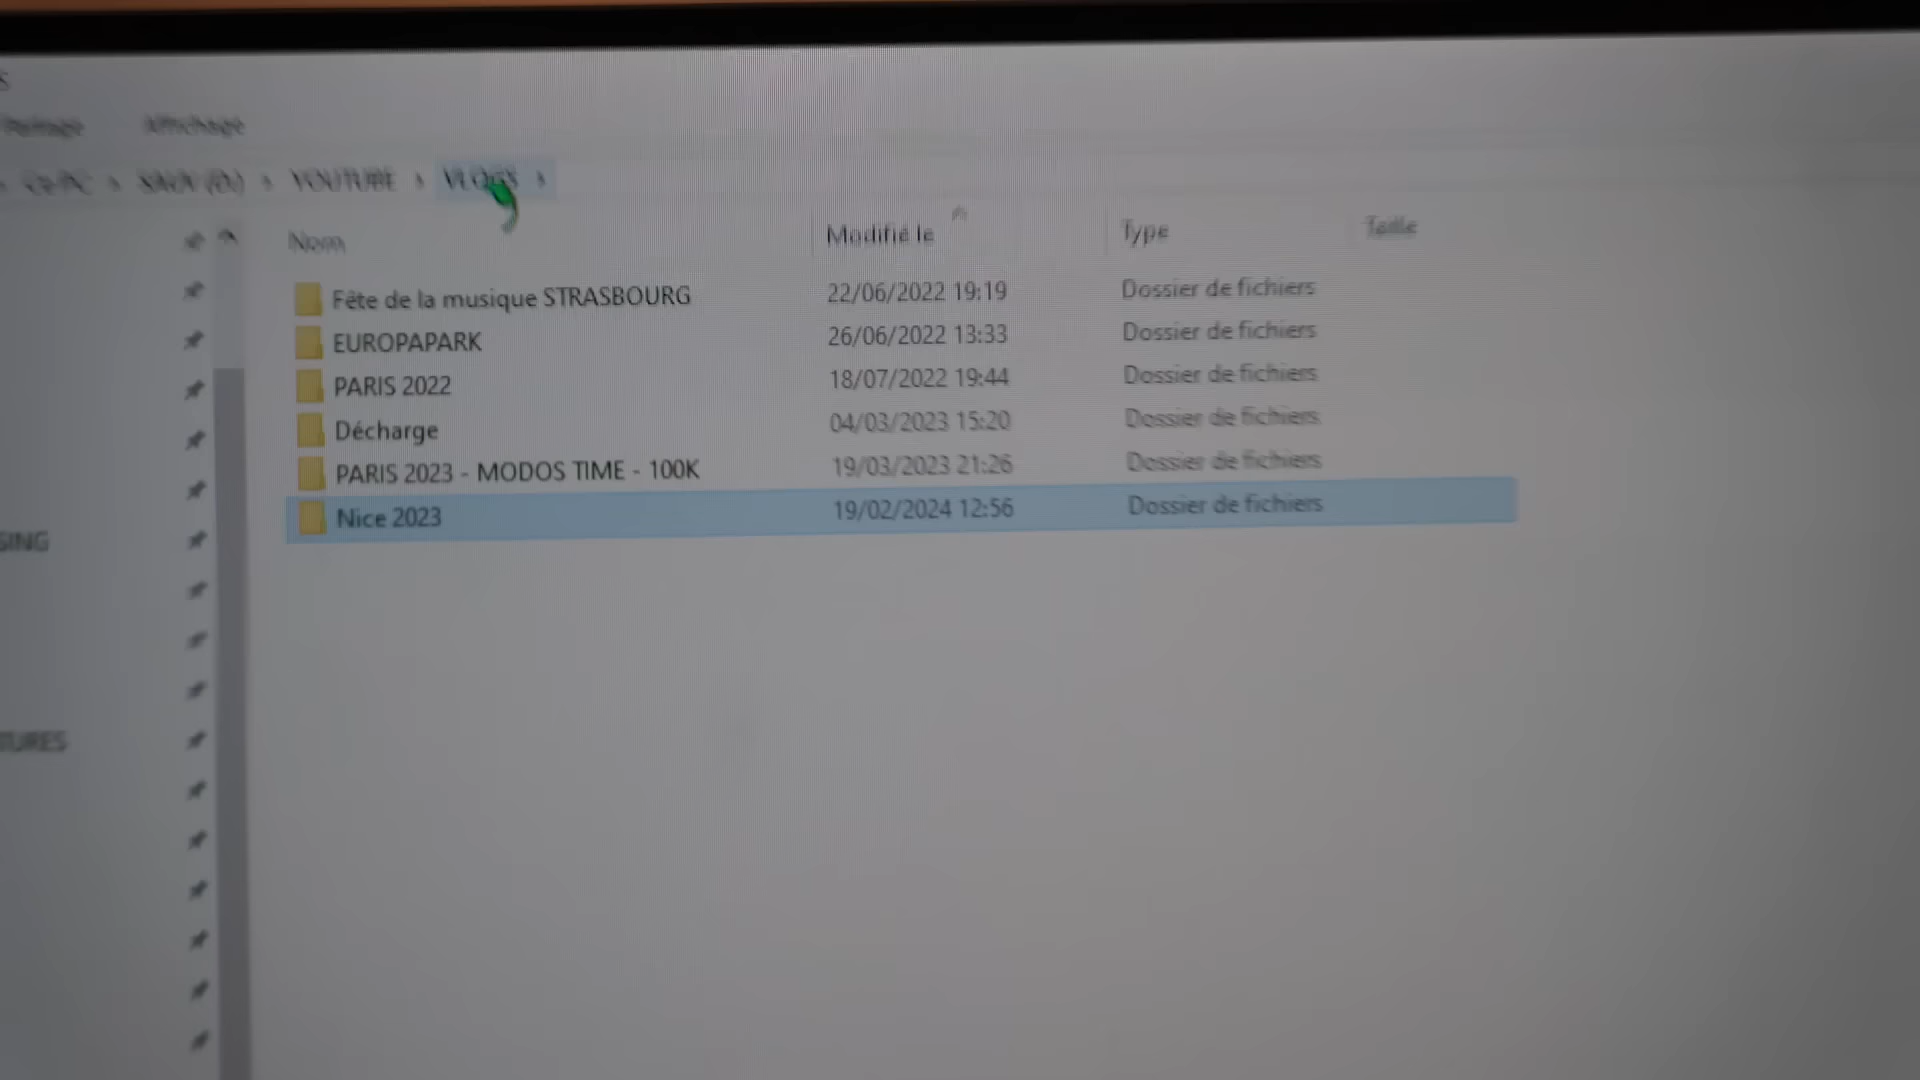 Partage Affichage
YOUTUBE > VLOGS >
Nom Modifié le Type Taille
Fête de la musique STRASBOURG 22/06/2022 19:19 Dossier de fichiers
EUROPAPARK 26/06/2022 13:33 Dossier de fichiers
PARIS 2022 18/07/2022 19:44 Dossier de fichiers
Décharge 04/03/2023 15:20 Dossier de fichiers
PARIS 2023 - MODOS TIME - 100K 19/03/2023 21:26 Dossier de fichiers
Nice 2023 19/02/2024 12:56 Dossier de fichiers
SING
TURES